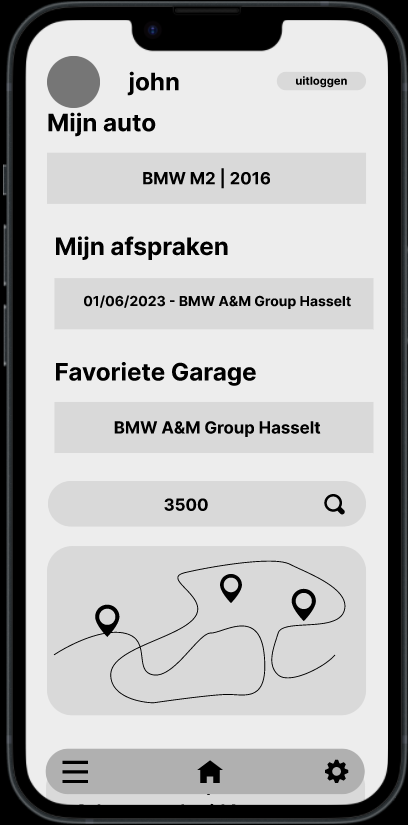 john
uitloggen
Mijn auto
BMW M2 | 2016
Mijn afspraken
01/06/2023 - BMW A&M Group Hasselt
Favoriete Garage
BMW A&M Group Hasselt
3500